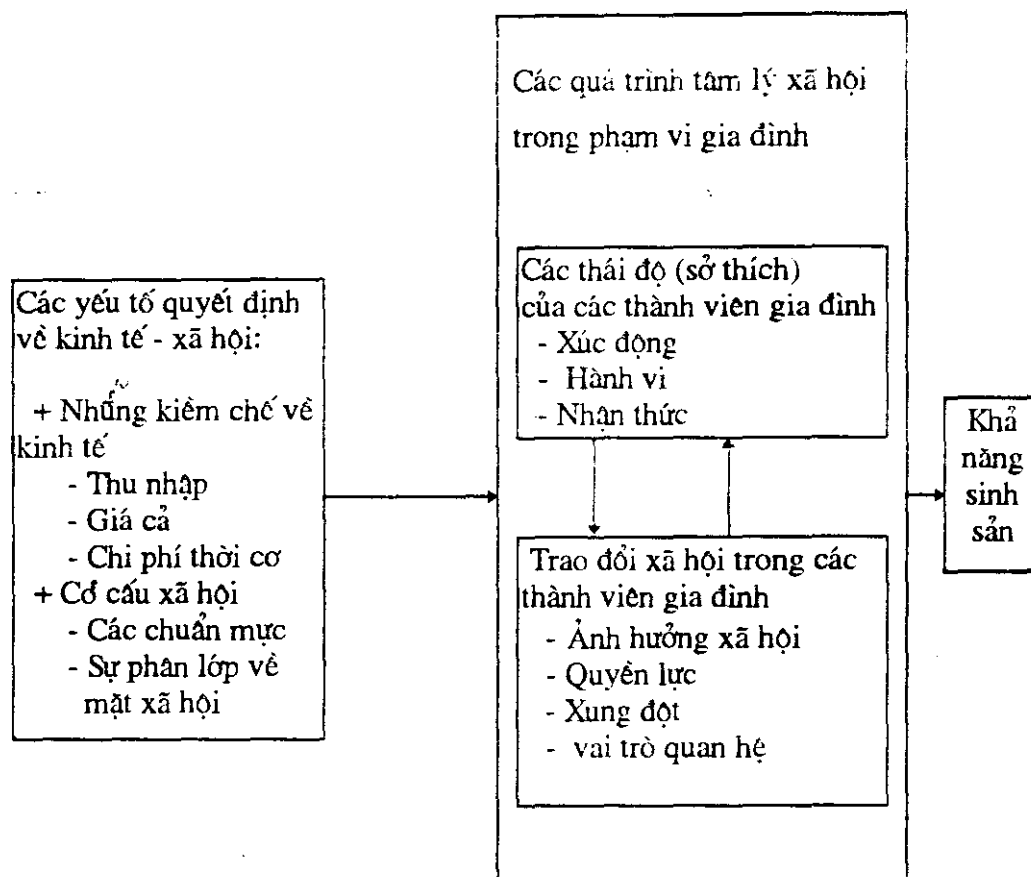 Các yếu tố quyết định
về kinh tế - xã hội:
+ Những kiềm chế về
kinh tế
- Thu nhập
- Giá cả
- Chi phí thời cơ
+ Cơ cấu xã hội
- Các chuẩn mực
- Sự phân lớp về
mặt xã hội
Các quá trình tâm lý xã hội
trong phạm vi gia đình
Các thái độ (sở thích)
của các thành viên gia đình
- Xúc động
- Hành vi
- Nhận thức
Trao đổi xã hội trong các
thành viên gia đình
- Ảnh hưởng xã hội
- Quyền lực
- Xung đột
- vai trò quan hệ
Khả
năng
sinh
sản